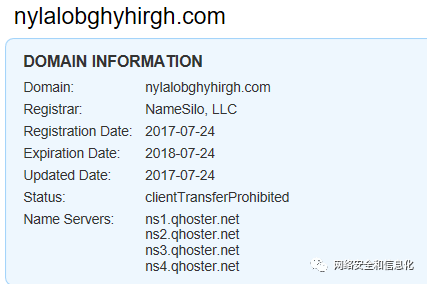 nylalobghyhirgh.com
DOMAIN INFORMATION
Domain: nylalobghyhirgh.com
Registrar: NameSilo, LLC
Registration Date: 2017-07-24
Expiration Date: 2018-07-24
Updated Date: 2017-07-24
Status: clientTransferProhibited
Name Servers: ns1.qhoster.net
ns2.qhoster.net
ns3.qhoster.net
ns4.qhoster.net
网络安全和信息化